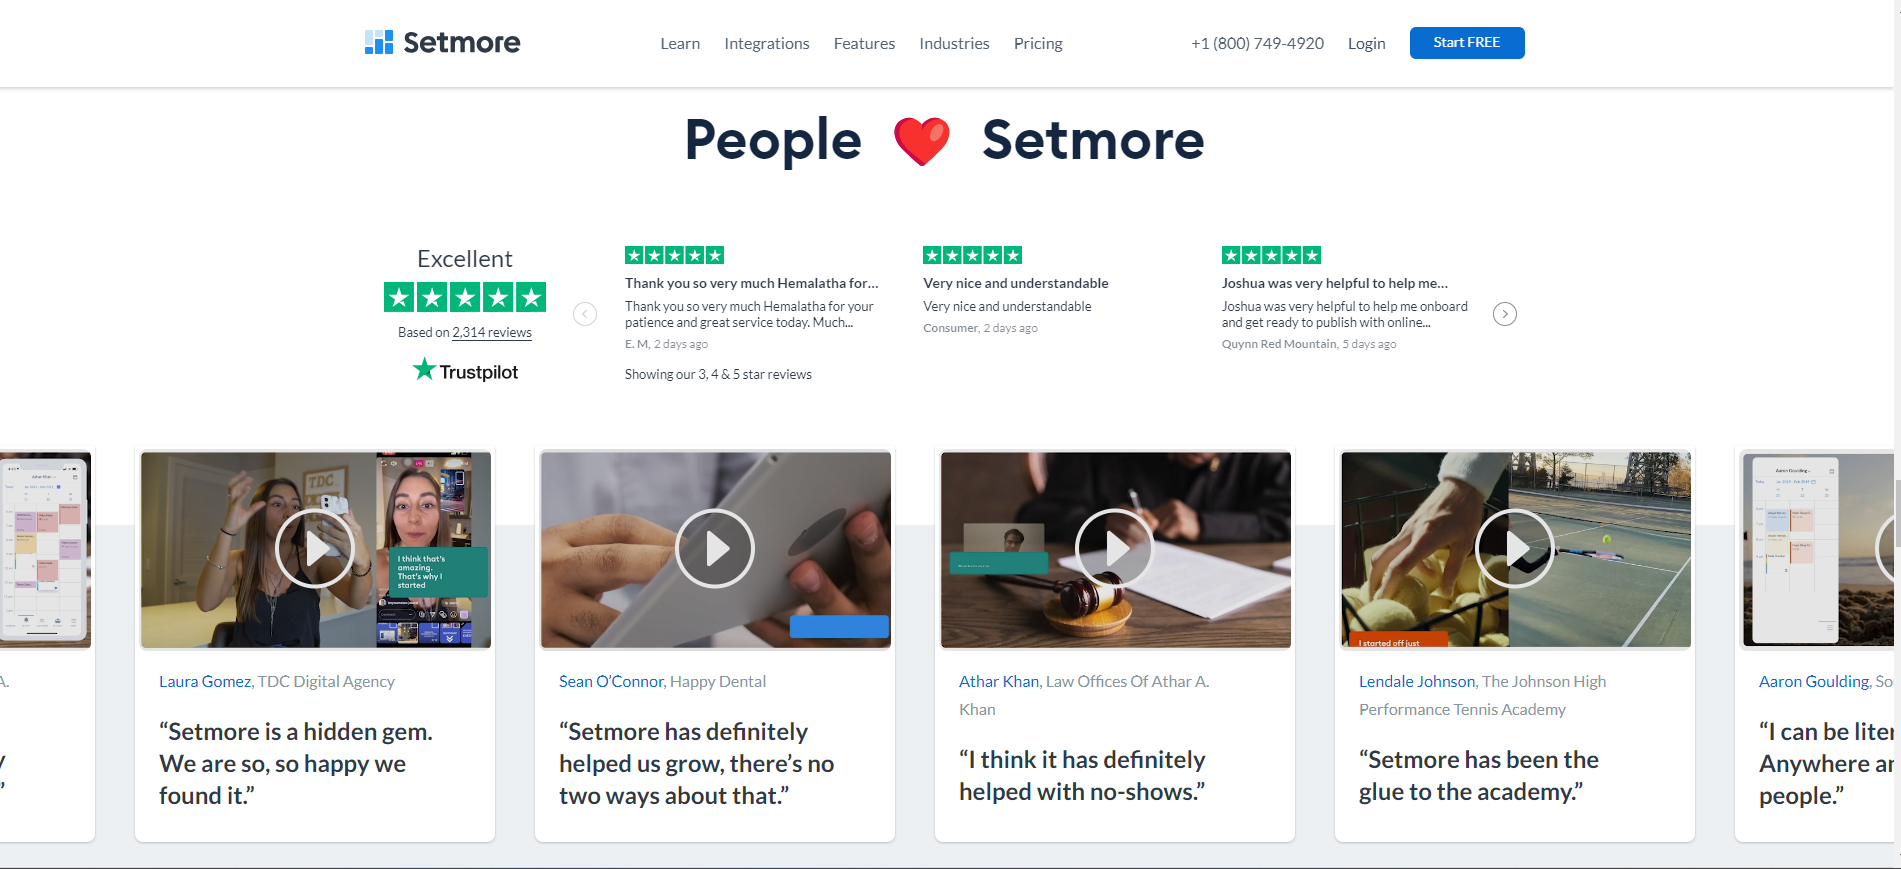 Setmore
Learn Integrations Features Industries Pricing
+1 (800) 749-4920 Login Start FREE
People Setmore
Excellent
Based on 2,314 reviews
Trustpilot
Thank you so very much Hemalatha for...
Thank you so very much Hemalatha for your
patience and great service today. Much...
E. M, 2 days ago
Showing our 3, 4 & 5 star reviews
Very nice and understandable
Very nice and understandable
Consumer, 2 days ago
Joshua was very helpful to help me...
Joshua was very helpful to help me onboard
and get ready to publish with online...
Quynn Red Mountain, 5 days ago
A.
”
TDC
I think that's
amazing.
That's why I
started
Laura Gomez, TDC Digital Agency
“Setmore is a hidden gem.
We are so, so happy we
found it.”
Sean O’Connor, Happy Dental
“Setmore has definitely
helped us grow, there’s no
two ways about that.”
Athar Khan, Law Offices Of Athar A.
Khan
“I think it has definitely
helped with no-shows.”
I started off just
Lendale Johnson, The Johnson High
Performance Tennis Academy
“Setmore has been the
glue to the academy.”
Aaron Goulding
Aaron Goulding, So
“I can be liter
Anywhere an
people.”